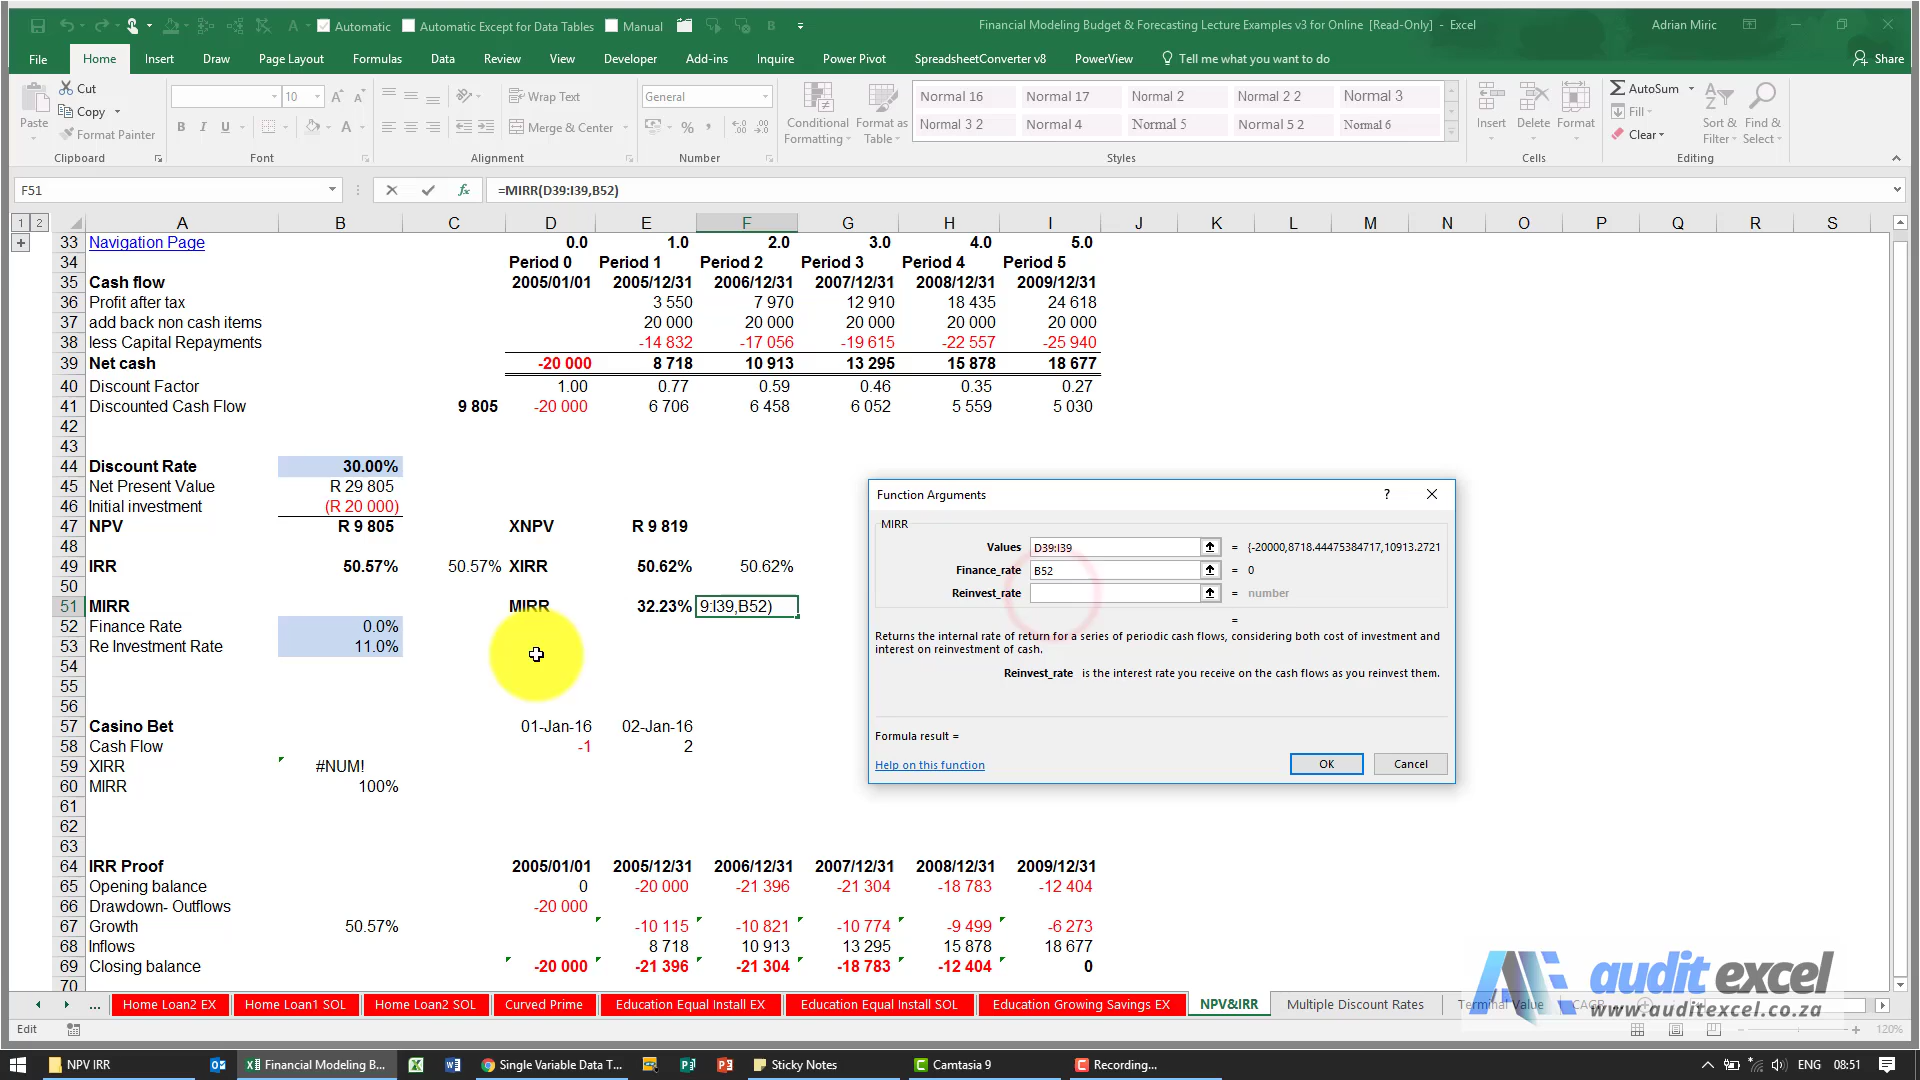 Automatic Automatic Except for Data Tables Manual Financial Modeling Budget & Forecasting Lecture Examples v3 for Online [Read-Only] - Excel Adrian Miric
File Home Insert Draw Page Layout Formulas Data Review View Developer Add-ins Inquire Power Pivot SpreadsheetConverter v8 PowerView Tell me what you want to do Share
Paste Cut Copy Format Painter Clipboard
10 B I U A Font
Wrap Text Merge & Center Alignment
General % Number
Conditional Formatting Format as Table
Normal 16 Normal 17 Normal 2 Normal 2 2 Normal 3
Normal 3 2 Normal 4 Normal 5 Normal 5 2 Normal 6
Styles
Insert Delete Format Cells
AutoSum Fill Clear Sort & Filter Find & Select Editing
F51 fx =MIRR(D39:I39,B52)
1 2 A B C D E F G H I J K L M N O P Q R S
33 Navigation Page 0.0 1.0 2.0 3.0 4.0 5.0
34 Period 0 Period 1 Period 2 Period 3 Period 4 Period 5
35 Cash flow 2005/01/01 2005/12/31 2006/12/31 2007/12/31 2008/12/31 2009/12/31
36 Profit after tax 3 550 7 970 12 910 18 435 24 618
37 add back non cash items 20 000 20 000 20 000 20 000 20 000
38 less Capital Repayments -14 832 -17 056 -19 615 -22 557 -25 940
39 Net cash -20 000 8 718 10 913 13 295 15 878 18 677
40 Discount Factor 1.00 0.77 0.59 0.46 0.35 0.27
41 Discounted Cash Flow 9 805 -20 000 6 706 6 458 6 052 5 559 5 030
42
43
44 Discount Rate 30.00%
45 Net Present Value R 29 805
46 Initial investment (R 20 000)
47 NPV R 9 805 XNPV R 9 819
48
49 IRR 50.57% 50.57% XIRR 50.62% 50.62%
50
51 MIRR MIRR 32.23% 9:I39,B52)
52 Finance Rate 0.0%
53 Re Investment Rate 11.0%
54
55
56
57 Casino Bet 01-Jan-16 02-Jan-16
58 Cash Flow -1 2
59 XIRR #NUM!
60 MIRR 100%
61
62
63
64 IRR Proof 2005/01/01 2005/12/31 2006/12/31 2007/12/31 2008/12/31 2009/12/31
65 Opening balance 0 -20 000 -21 396 -21 304 -18 783 -12 404
66 Drawdown- Outflows -20 000
67 Growth 50.57% -10 115 -10 821 -10 774 -9 499 -6 273
68 Inflows 8 718 10 913 13 295 15 878 18 677
69 Closing balance -20 000 -21 396 -21 304 -18 783 -12 404 0
70
Function Arguments ?
MIRR
Values D39:I39 = {-20000,8718.44475384717,10913.2721
Finance_rate B52 = 0
Reinvest_rate = number
=
Returns the internal rate of return for a series of periodic cash flows, considering both cost of investment and
interest on reinvestment of cash.
Reinvest_rate is the interest rate you receive on the cash flows as you reinvest them.
Formula result =
Help on this function OK Cancel
audit excel
www.auditexcel.co.za
... Home Loan2 EX Home Loan1 SOL Home Loan2 SOL Curved Prime Education Equal Install EX Education Equal Install SOL Education Growing Savings EX NPV&IRR Multiple Discount Rates Terminal Value CAGR
Edit 120%
NPV IRR Financial Modeling B... Single Variable Data T... Sticky Notes Camtasia 9 Recording... ENG 08:51